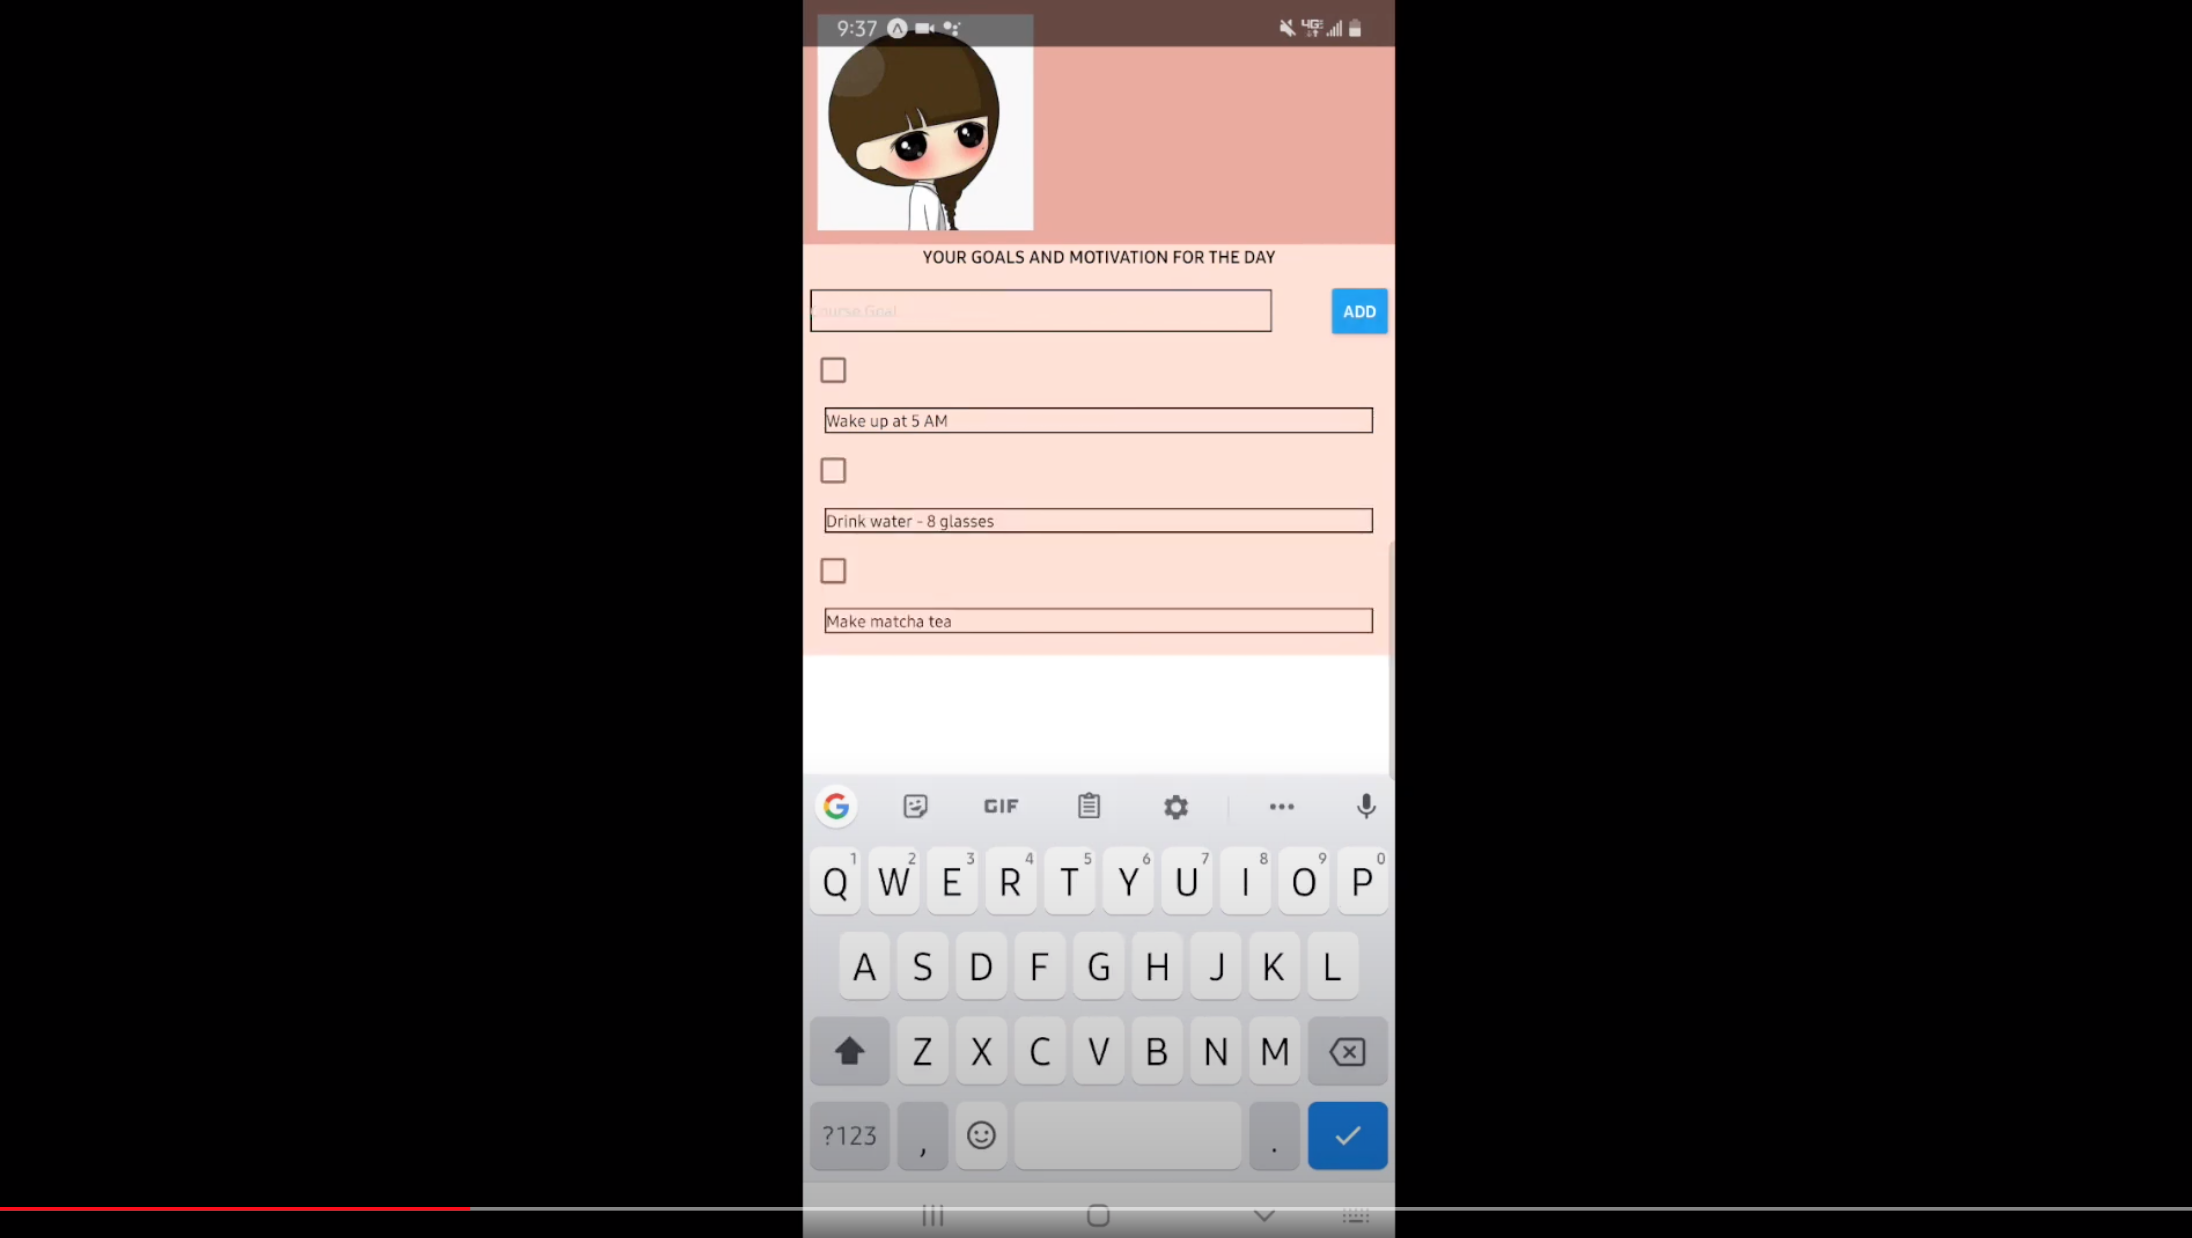 9:37
4GE
YOUR GOALS AND MOTIVATION FOR THE DAY
Course Goal
ADD
Wake up at 5 AM
Drink water - 8 glasses
Make matcha tea
G GIF
1 2 3 4 5 6 7 8 9 0
Q W E R T Y U I O P
A S D F G H J K L
Z X C V B N M
?123 , .